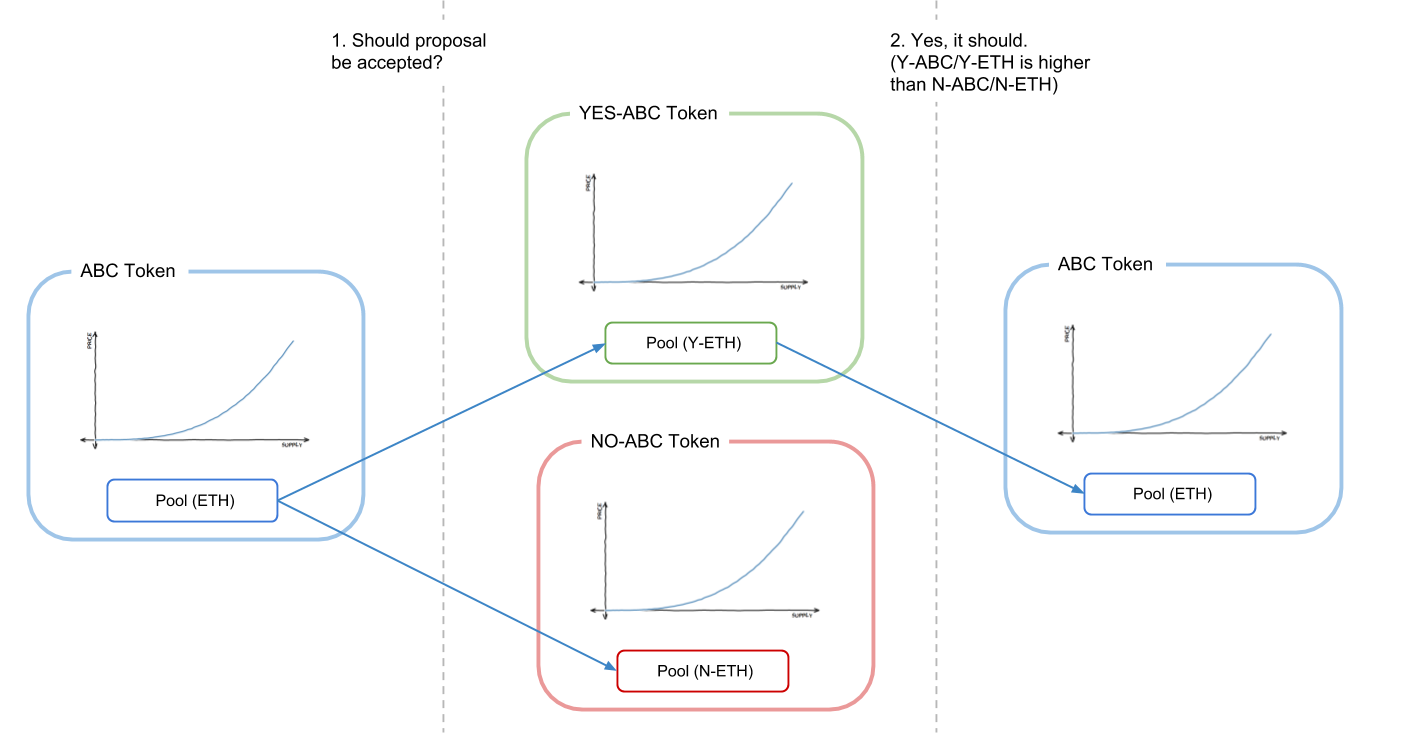 1. Should proposal
be accepted?
2. Yes, it should.
(Y-ABC/Y-ETH is higher
than N-ABC/N-ETH)
ABC Token
PRICE
SUPPLY
Pool (ETH)
YES-ABC Token
PRICE
SUPPLY
Pool (Y-ETH)
NO-ABC Token
PRICE
SUPPLY
Pool (N-ETH)
ABC Token
PRICE
SUPPLY
Pool (ETH)